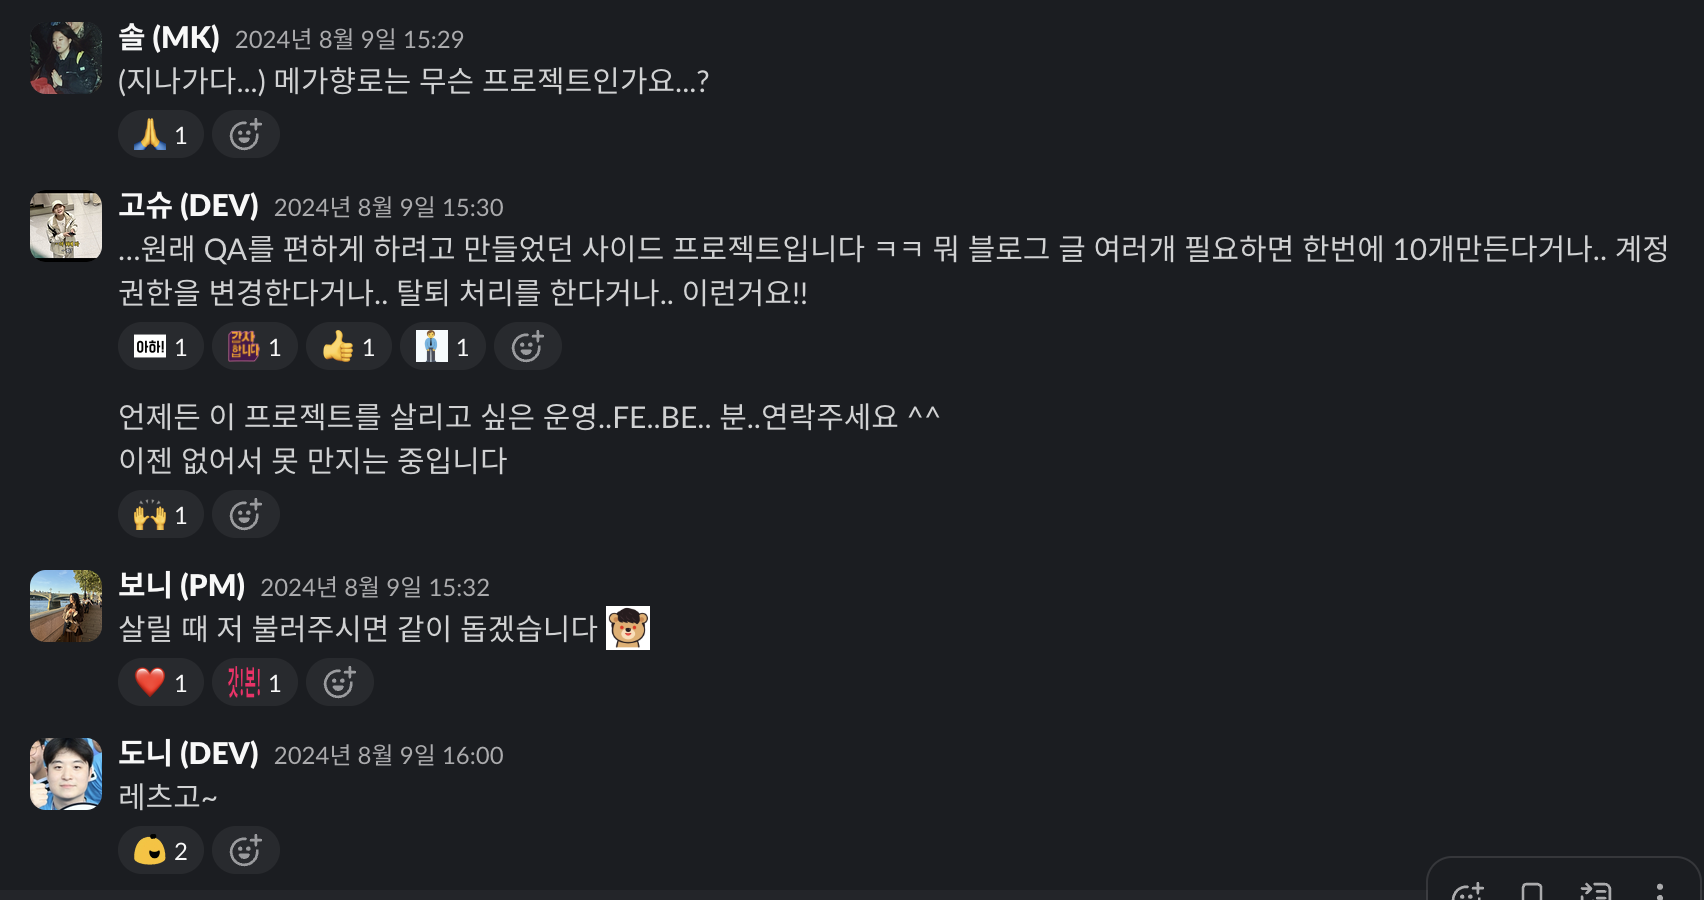 솔 (MK) 2024년 8월 9일 15:29
(지나가다...) 메가향로는 무슨 프로젝트인가요...?
1
고슈 (DEV) 2024년 8월 9일 15:30
...원래 QA를 편하게 하려고 만들었던 사이드 프로젝트입니다 ㅋㅋ 뭐 블로그 글 여러개 필요하면 한번에 10개만든다거나.. 계정
권한을 변경한다거나.. 탈퇴 처리를 한다거나.. 이런거요!!
아하! 1 감사합니다 1 1 1
언제든 이 프로젝트를 살리고 싶은 운영..FE..BE.. 분..연락주세요 ^^
이젠 없어서 못 만지는 중입니다
1
보니 (PM) 2024년 8월 9일 15:32
살릴 때 저 불러주시면 같이 돕겠습니다
1 1
도니 (DEV) 2024년 8월 9일 16:00
레츠고~
2